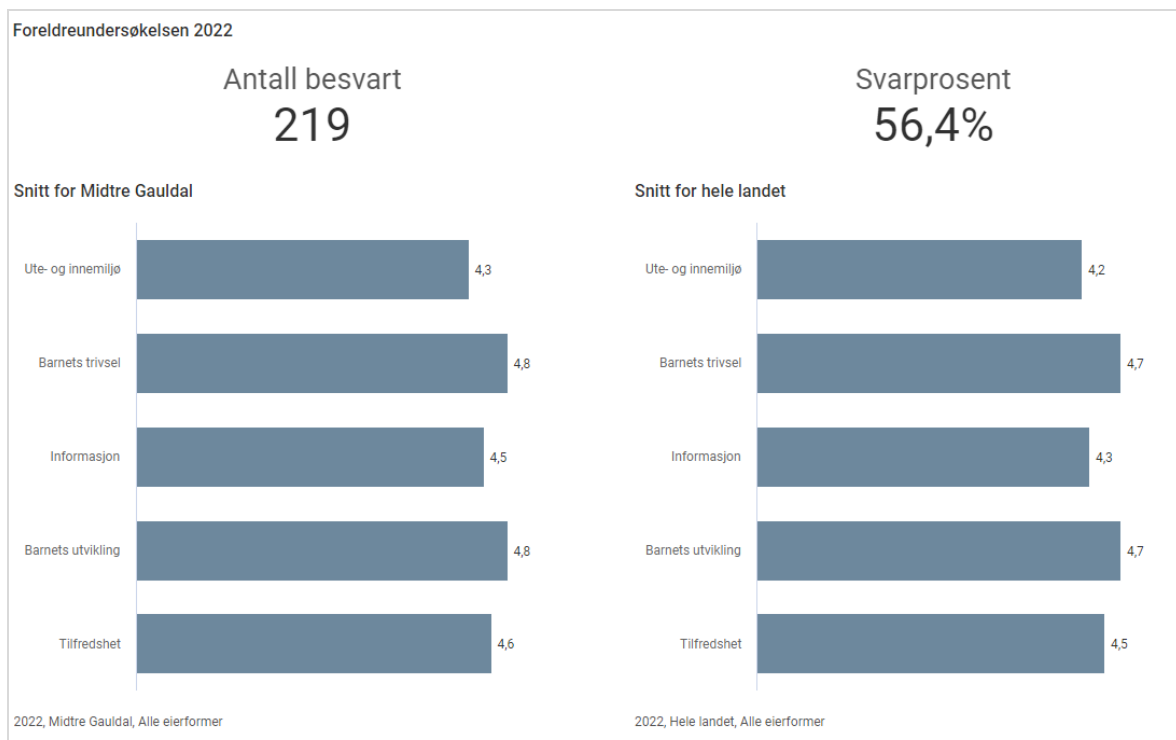 Foreldreundersøkelsen 2022
Antall besvart
219
Svarprosent
56,4%
Snitt for Midtre Gauldal
Ute- og innemiljø 4,3
Barnets trivsel 4,8
Informasjon 4,5
Barnets utvikling 4,8
Tilfredshet 4,6
2022, Midtre Gauldal, Alle eierformer
Snitt for hele landet
Ute- og innemiljø 4,2
Barnets trivsel 4,7
Informasjon 4,3
Barnets utvikling 4,7
Tilfredshet 4,5
2022, Hele landet, Alle eierformer